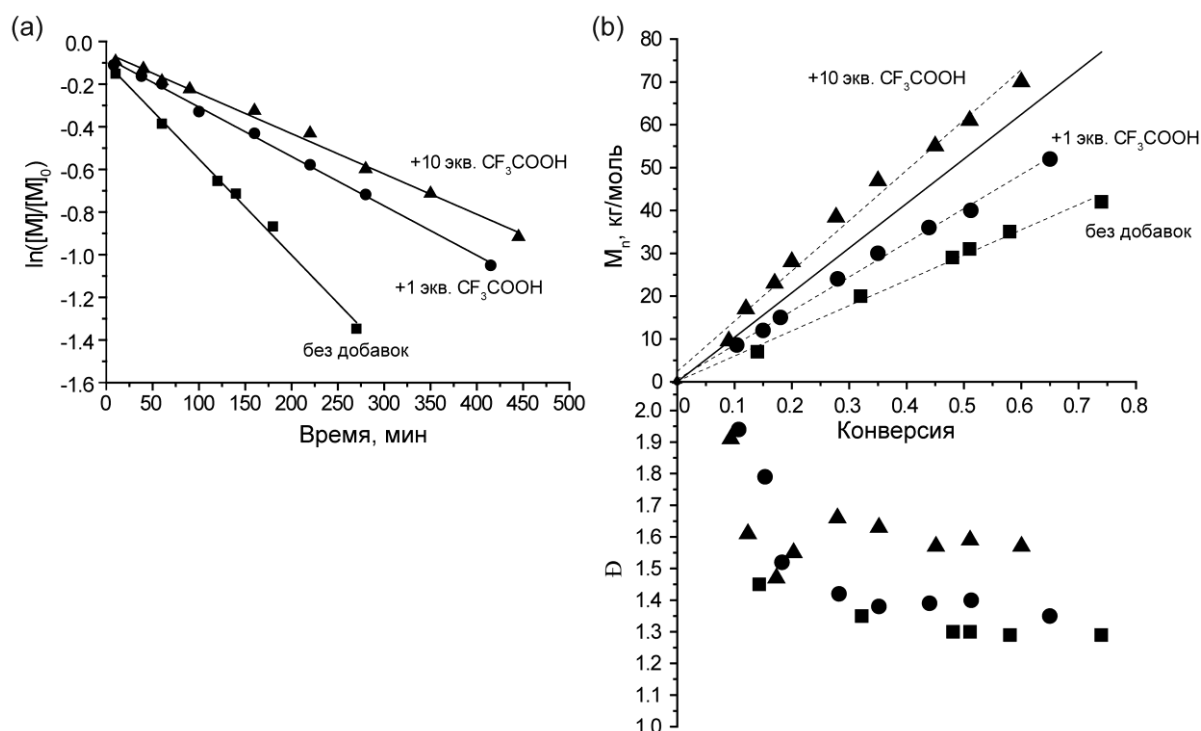 (a)
0.0
-0.2
-0.4
-0.6
-0.8
-1.0
-1.2
-1.4
-1.6
ln([M]/[M]₀)
+10 экв. CF₃COOH
+1 экв. CF₃COOH
без добавок
0 50 100 150 200 250 300 350 400 450 500
Время, мин
(b)
80
70
60
50
40
30
20
10
0
Mₙ, кг/моль
+10 экв. CF₃COOH
+1 экв. CF₃COOH
без добавок
0 0.1 0.2 0.3 0.4 0.5 0.6 0.7 0.8
Конверсия
2.0
1.9
1.8
1.7
1.6
1.5
1.4
1.3
1.2
1.1
1.0
Đ